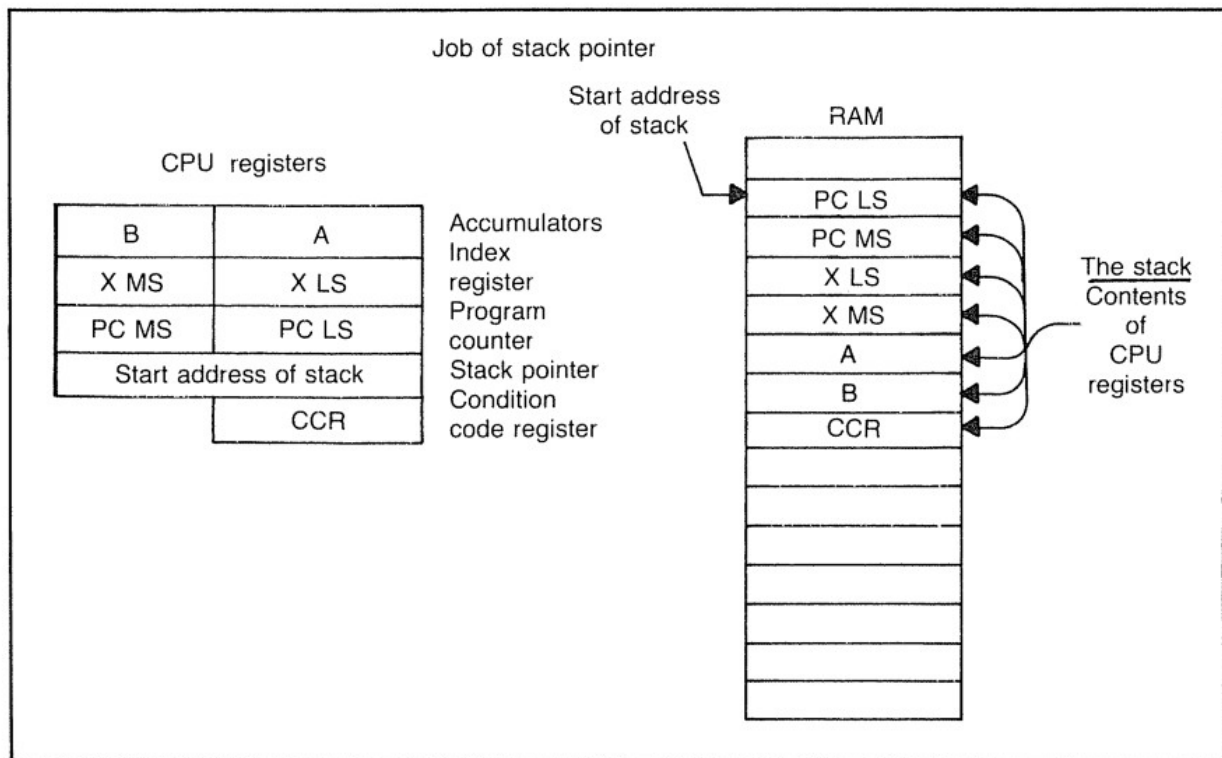 Job of stack pointer
Start address
of stack
RAM
CPU registers
B
A
Accumulators
X MS
X LS
Index
register
PC MS
PC LS
Program
counter
Start address of stack
Stack pointer
CCR
Condition
code register
PC LS
PC MS
X LS
X MS
A
B
CCR
The stack
Contents
of
CPU
registers